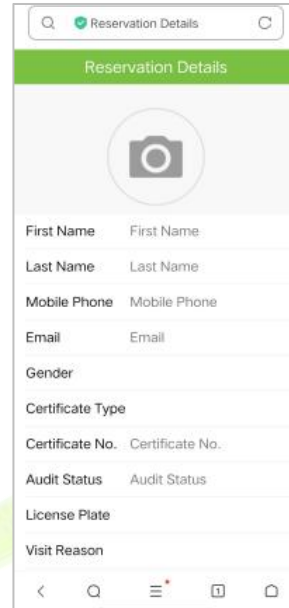 Reservation Details
Reservation Details
First Name First Name
Last Name Last Name
Mobile Phone Mobile Phone
Email Email
Gender
Certificate Type
Certificate No. Certificate No.
Audit Status Audit Status
License Plate
Visit Reason
1